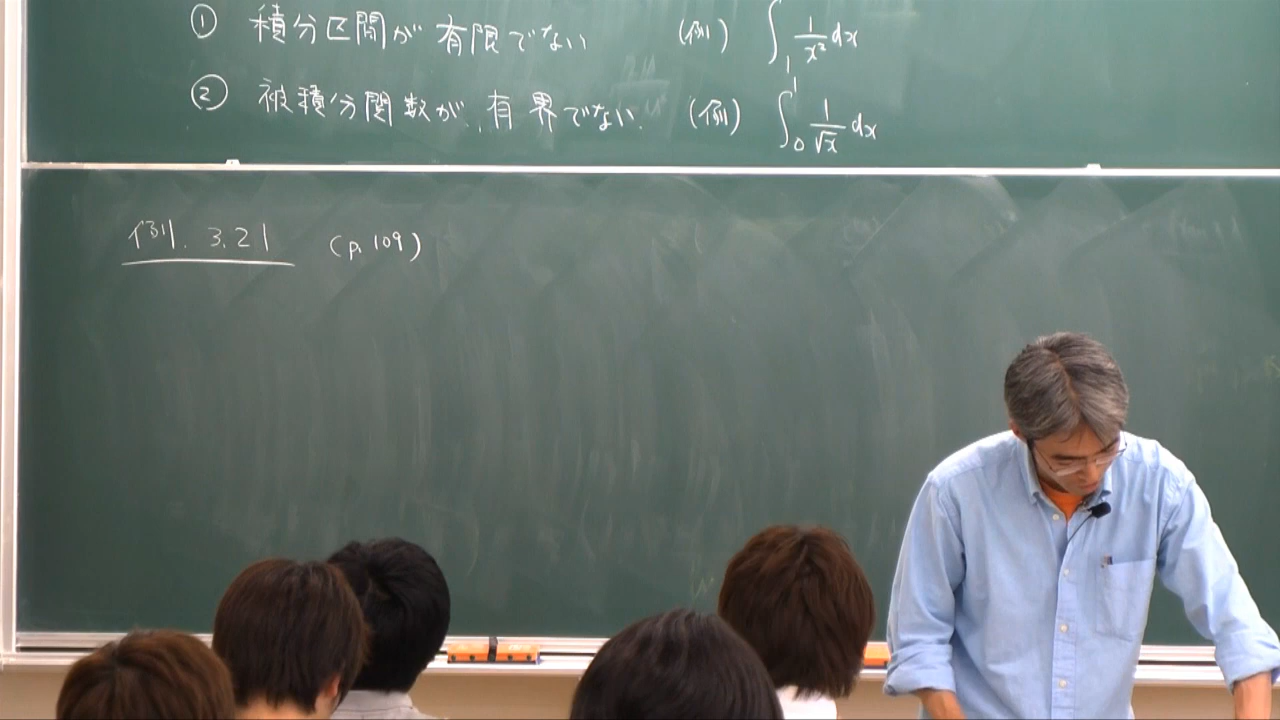 ① 積分区間が有限でない (例) ∫₁ 1/x² dx
② 被積分関数が、有界でない. (例) ∫₀¹ 1/√x dx
例. 3.21 (p.109)